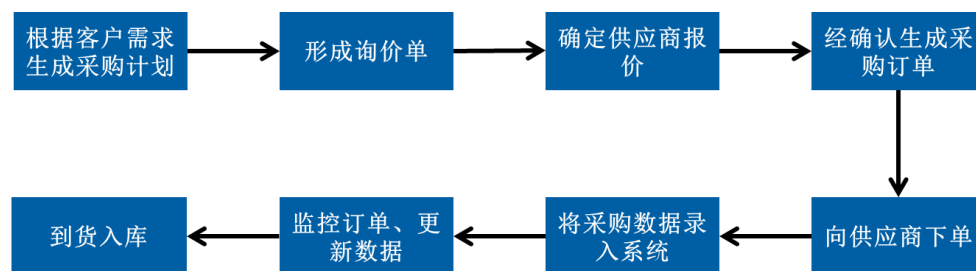 根据客户需求
生成采购计划
形成询价单
确定供应商报
价
经确认生成采
购订单
向供应商下单
将采购数据录
入系统
监控订单、更
新数据
到货入库